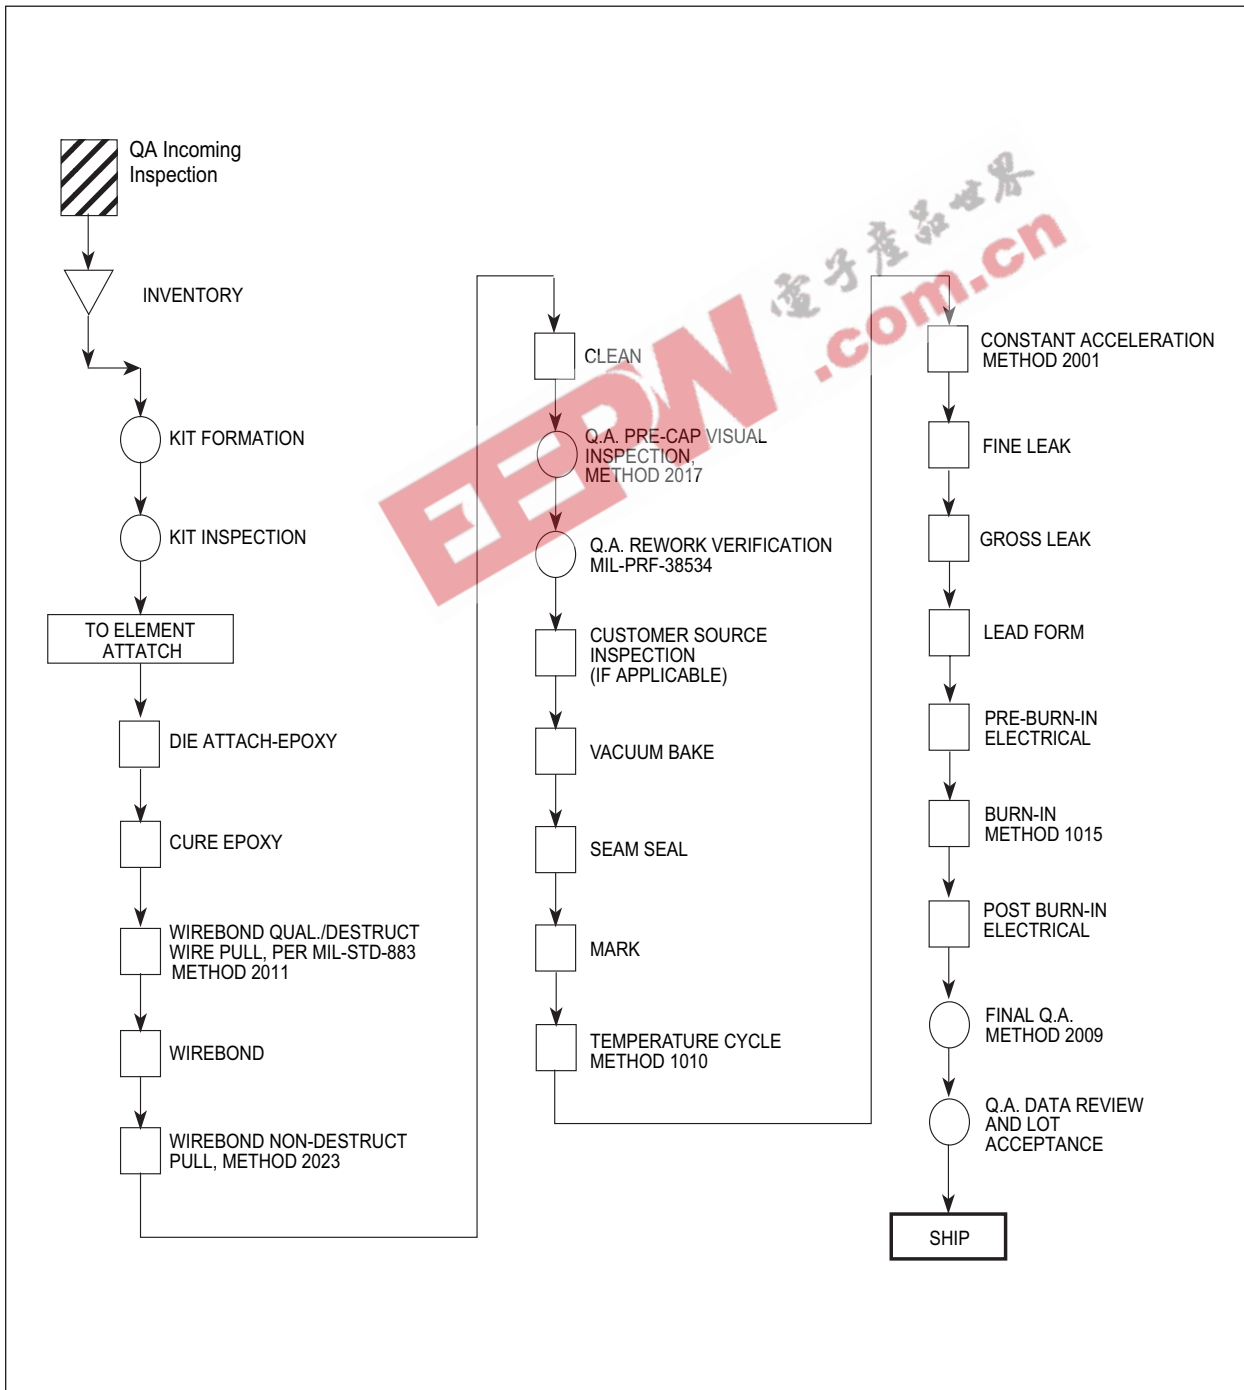 QA Incoming
Inspection
INVENTORY
KIT FORMATION
KIT INSPECTION
TO ELEMENT
ATTATCH
DIE ATTACH-EPOXY
CURE EPOXY
WIREBOND QUAL./DESTRUCT
WIRE PULL, PER MIL-STD-883
METHOD 2011
WIREBOND
WIREBOND NON-DESTRUCT
PULL, METHOD 2023
CLEAN
Q.A. PRE-CAP VISUAL
INSPECTION,
METHOD 2017
Q.A. REWORK VERIFICATION
MIL-PRF-38534
CUSTOMER SOURCE
INSPECTION
(IF APPLICABLE)
VACUUM BAKE
SEAM SEAL
MARK
TEMPERATURE CYCLE
METHOD 1010
CONSTANT ACCELERATION
METHOD 2001
FINE LEAK
GROSS LEAK
LEAD FORM
PRE-BURN-IN
ELECTRICAL
BURN-IN
METHOD 1015
POST BURN-IN
ELECTRICAL
FINAL Q.A.
METHOD 2009
Q.A. DATA REVIEW
AND LOT
ACCEPTANCE
SHIP
EEPW
.com.cn
電子產品世界